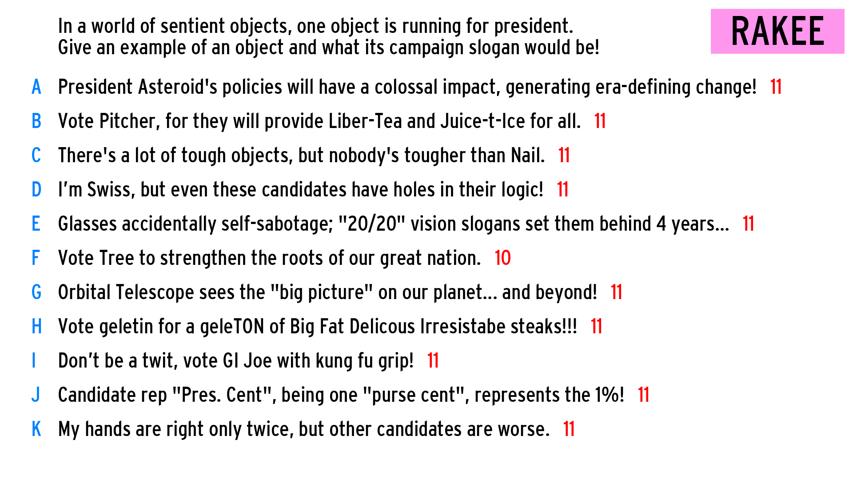 In a world of sentient objects, one object is running for president.
Give an example of an object and what its campaign slogan would be!
RAKEE
A President Asteroid's policies will have a colossal impact, generating era-defining change! 11
B Vote Pitcher, for they will provide Liber-Tea and Juice-t-Ice for all. 11
C There's a lot of tough objects, but nobody's tougher than Nail. 11
D I’m Swiss, but even these candidates have holes in their logic! 11
E Glasses accidentally self-sabotage; "20/20" vision slogans set them behind 4 years... 11
F Vote Tree to strengthen the roots of our great nation. 10
G Orbital Telescope sees the "big picture" on our planet... and beyond! 11
H Vote geletin for a geleTON of Big Fat Delicous Irresistabe steaks!!! 11
I Don’t be a twit, vote GI Joe with kung fu grip! 11
J Candidate rep "Pres. Cent", being one "purse cent", represents the 1%! 11
K My hands are right only twice, but other candidates are worse. 11